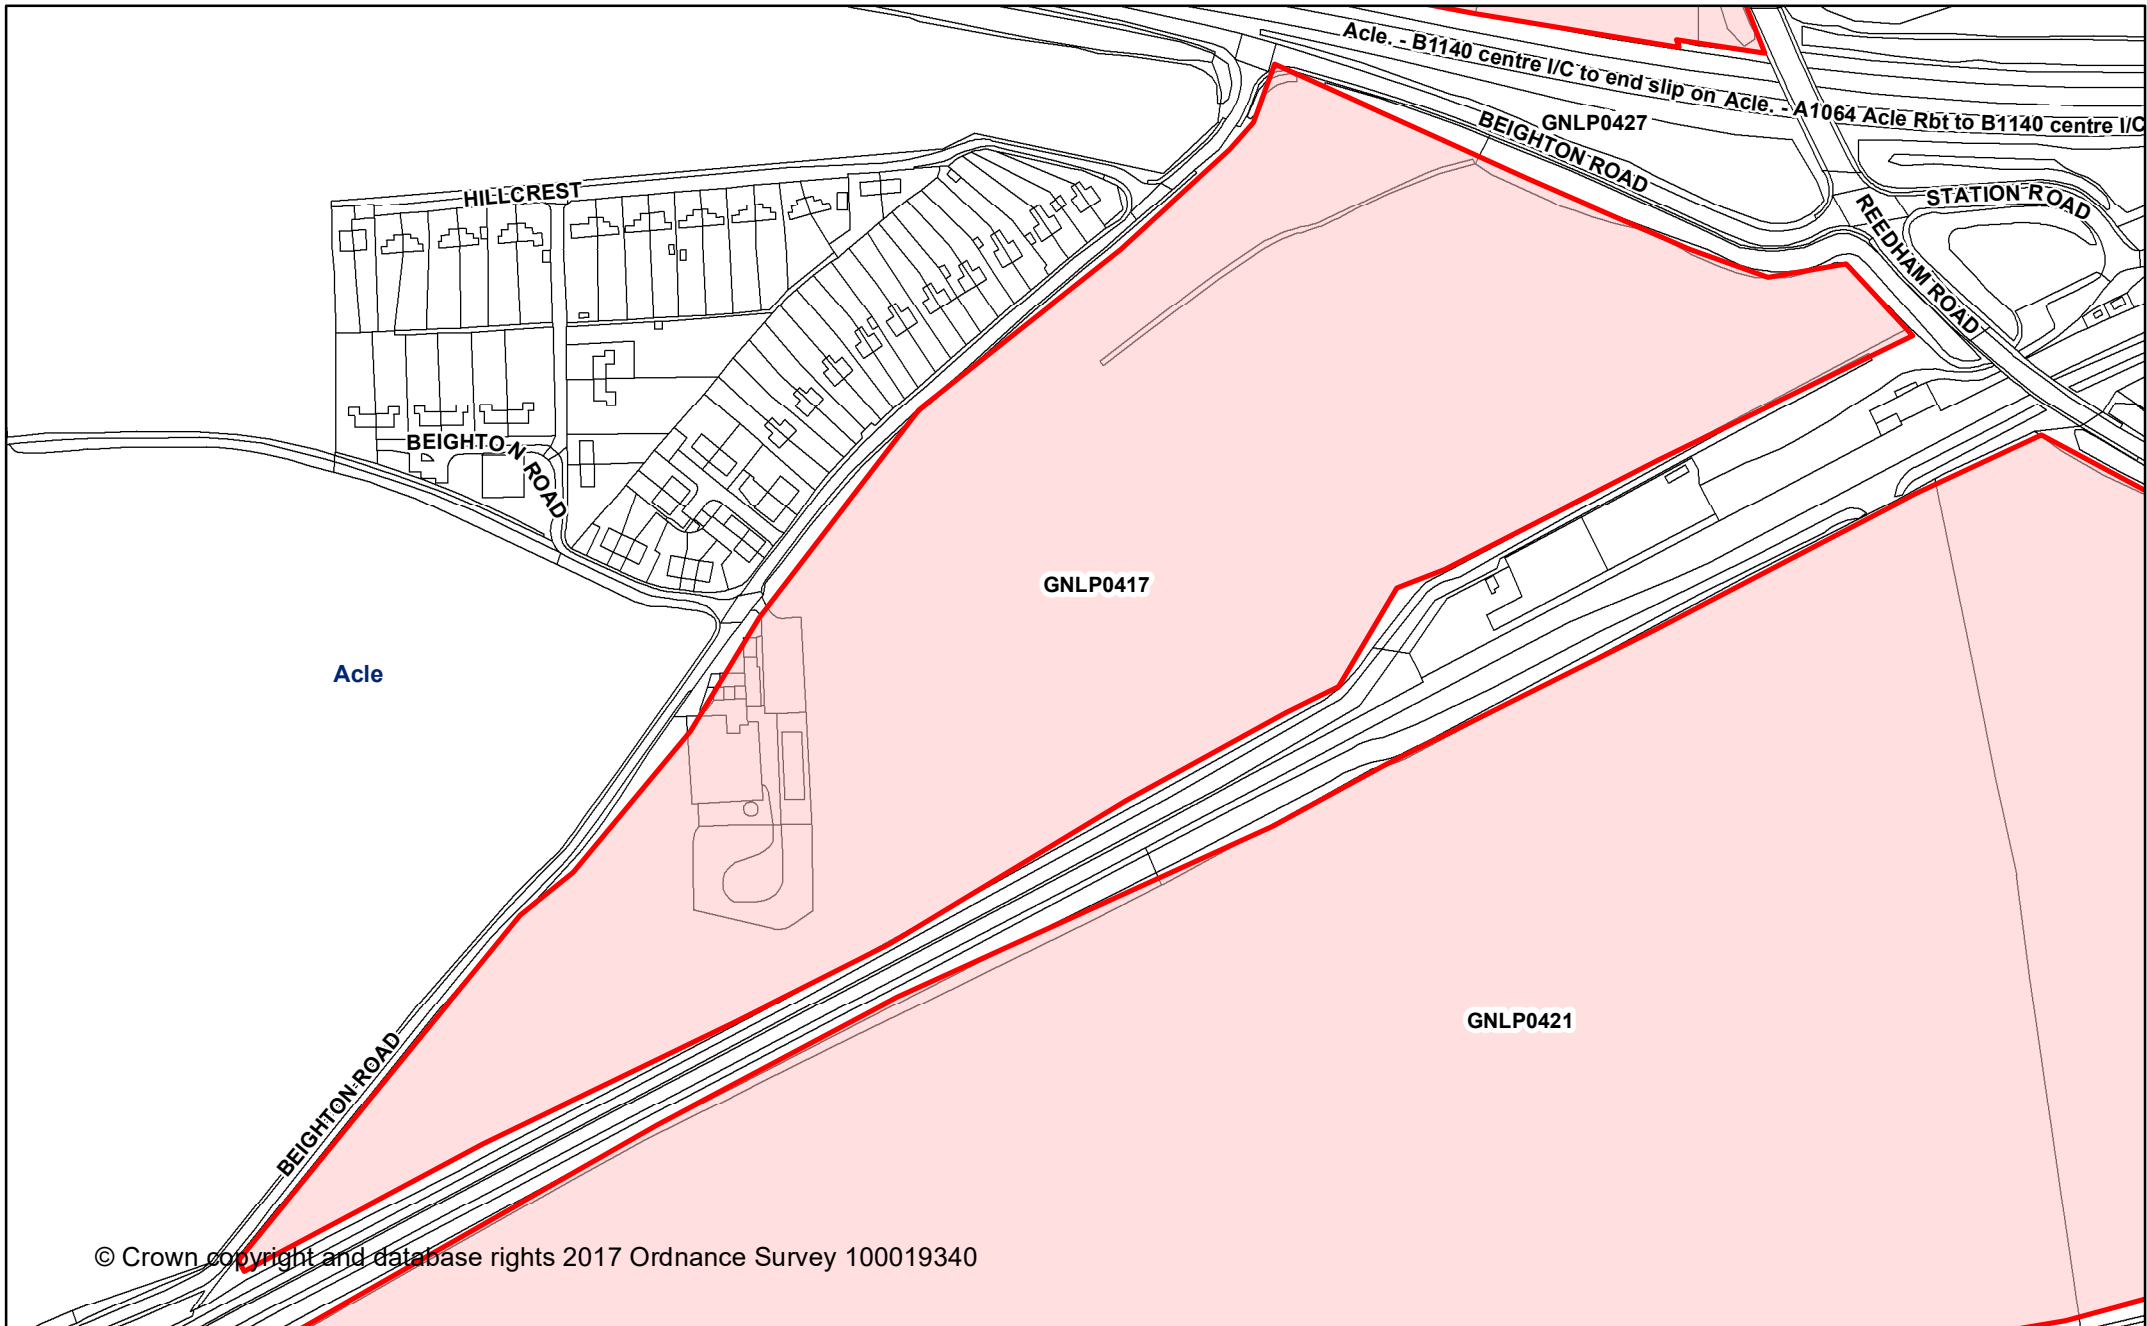 Acle. - B1140 centre I/C to end slip on Acle. - A1064 Acle Rbt to B1140 centre I/C
GNLP0427
BEIGHTON ROAD
HILLCREST
STATION ROAD
REEDHAM ROAD
BEIGHTON ROAD
GNLP0417
Acle
GNLP0421
BEIGHTON ROAD
© Crown copyright and database rights 2017 Ordnance Survey 100019340